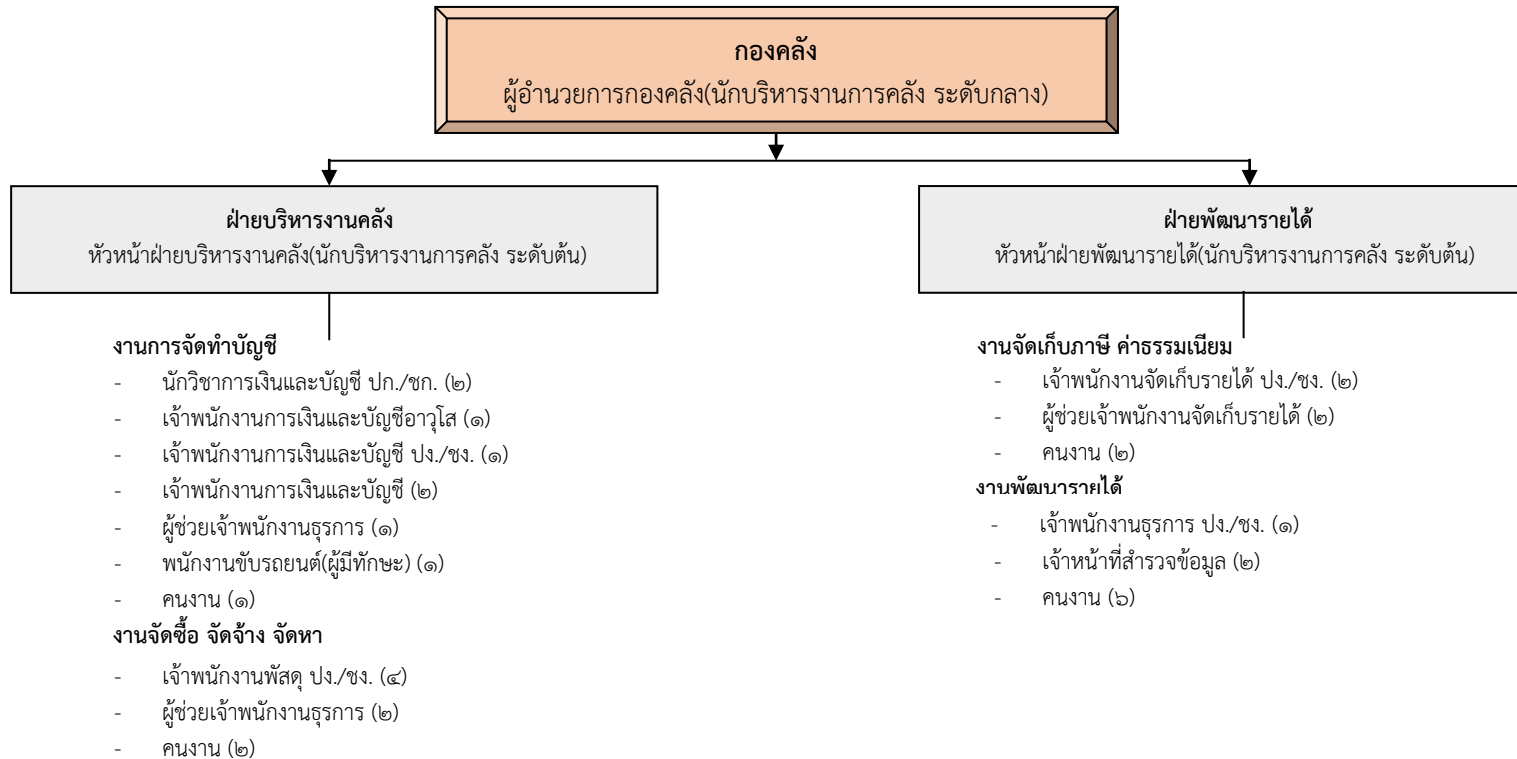 กองคลัง
ผู้อำนวยการกองคลัง(นักบริหารงานการคลัง ระดับกลาง)
ฝ่ายบริหารงานคลัง
หัวหน้าฝ่ายบริหารงานคลัง(นักบริหารงานการคลัง ระดับต้น)
งานการจัดทำบัญชี
- นักวิชาการเงินและบัญชี ปก./ชก. (๒)
- เจ้าพนักงานการเงินและบัญชีอาวุโส (๑)
- เจ้าพนักงานการเงินและบัญชี ปง./ชง. (๑)
- เจ้าพนักงานการเงินและบัญชี (๒)
- ผู้ช่วยเจ้าพนักงานธุรการ (๑)
- พนักงานขับรถยนต์(ผู้มีทักษะ) (๑)
- คนงาน (๑)
งานจัดซื้อ จัดจ้าง จัดหา
- เจ้าพนักงานพัสดุ ปง./ชง. (๔)
- ผู้ช่วยเจ้าพนักงานธุรการ (๒)
- คนงาน (๒)
ฝ่ายพัฒนารายได้
หัวหน้าฝ่ายพัฒนารายได้(นักบริหารงานการคลัง ระดับต้น)
งานจัดเก็บภาษี ค่าธรรมเนียม
- เจ้าพนักงานจัดเก็บรายได้ ปง./ชง. (๒)
- ผู้ช่วยเจ้าพนักงานจัดเก็บรายได้ (๒)
- คนงาน (๒)
งานพัฒนารายได้
- เจ้าพนักงานธุรการ ปง./ชง. (๑)
- เจ้าหน้าที่สำรวจข้อมูล (๒)
- คนงาน (๖)